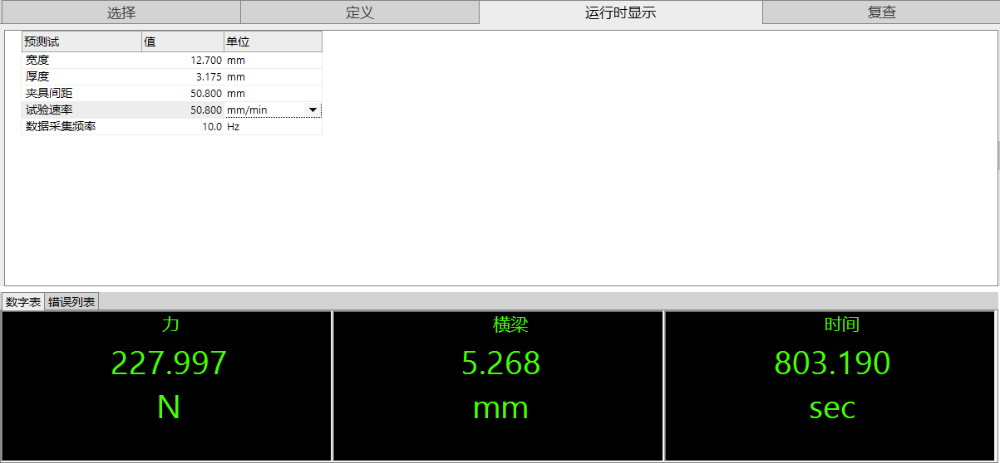 选择 定义 运行时显示 复查
预测试 值 单位
宽度 12.700 mm
厚度 3.175 mm
夹具间距 50.800 mm
试验速率 50.800 mm/min
数据采集频率 10.0 Hz
数字表 错误列表
力 横梁 时间
227.997 5.268 803.190
N mm sec